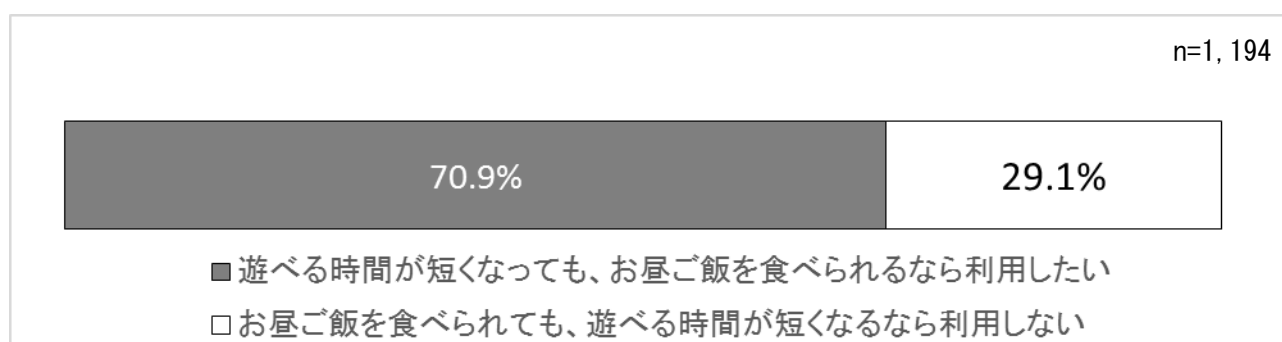 n=1,194
70.9% 29.1%
■遊べる時間が短くなっても、お昼ご飯を食べられるなら利用したい
□お昼ご飯を食べられても、遊べる時間が短くなるなら利用しない